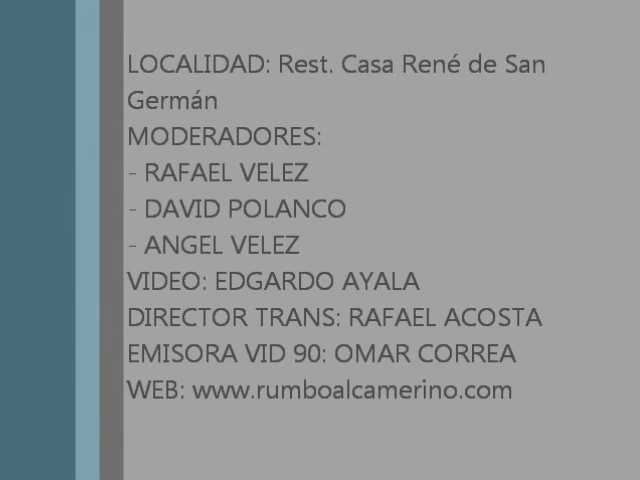 LOCALIDAD: Rest. Casa René de San
Germán
MODERADORES:
- RAFAEL VELEZ
- DAVID POLANCO
- ANGEL VELEZ
VIDEO: EDGARDO AYALA
DIRECTOR TRANS: RAFAEL ACOSTA
EMISORA VID 90: OMAR CORREA
WEB: www.rumboalcamerino.com